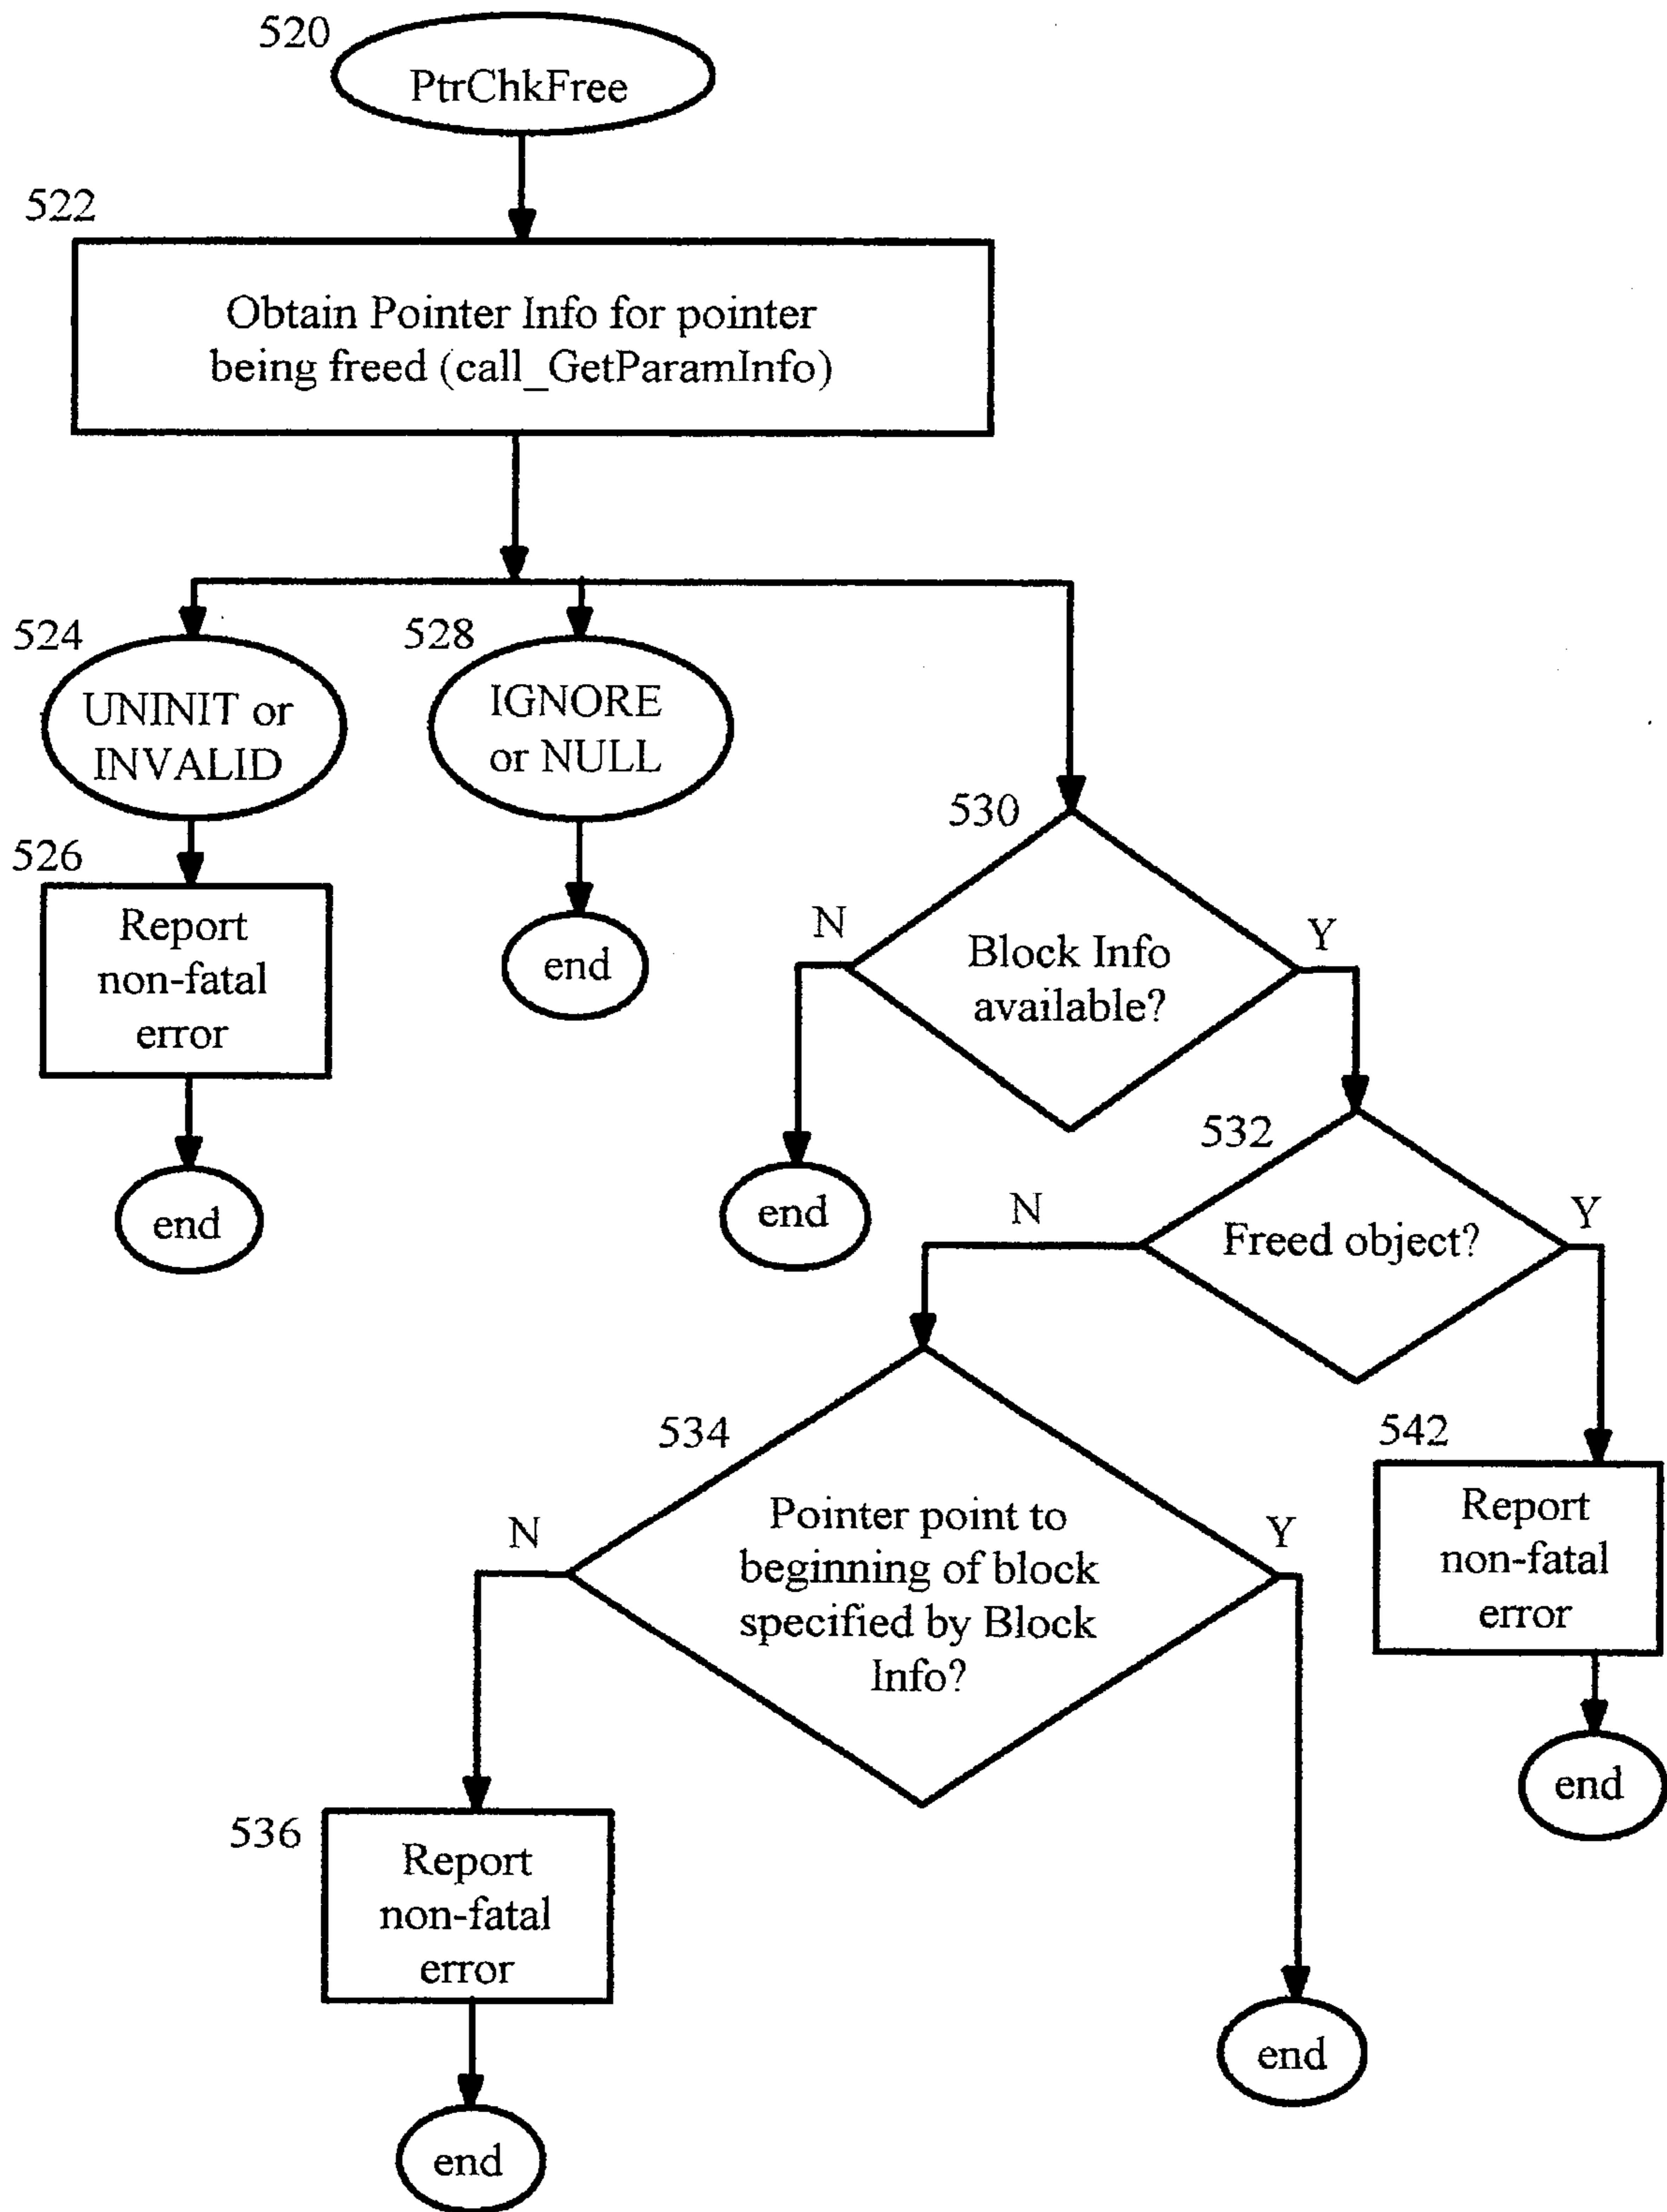 520
PtrChkFree
522
Obtain Pointer Info for pointer
being freed (call_GetParamInfo)
524
UNINIT or
INVALID
528
IGNORE
or NULL
526
Report
non-fatal
error
end
end
530
N
Y
Block Info
available?
end
532
N
Y
Freed object?
534
N
Y
Pointer point to
beginning of block
specified by Block
Info?
542
Report
non-fatal
error
end
536
Report
non-fatal
error
end
end